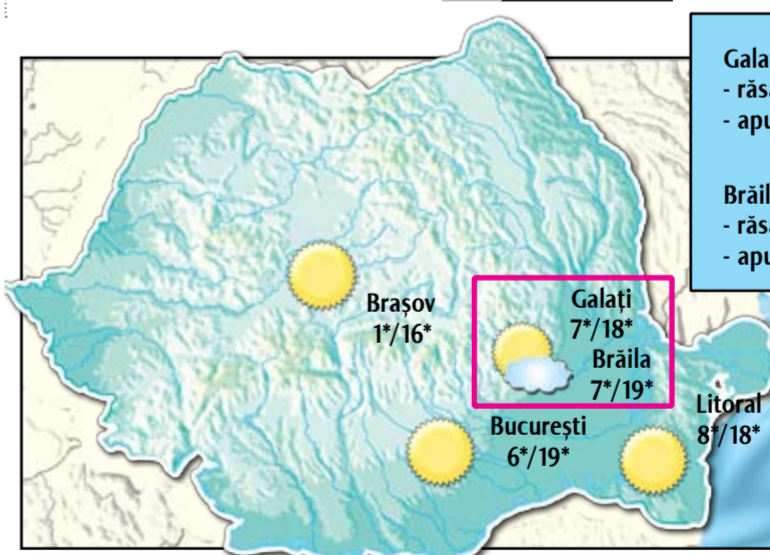 Brașov
1*/16*
Galați
7*/18*
Brăila
7*/19*
București
6*/19*
Litoral
8*/18*